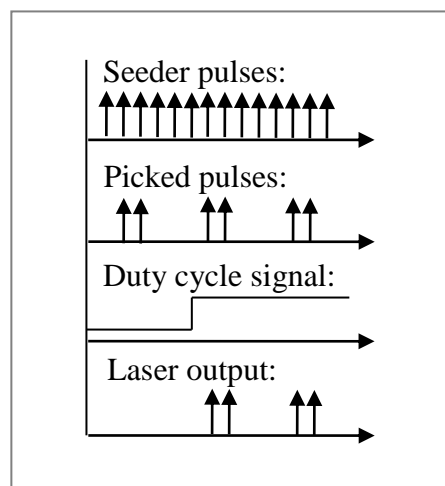 Seeder pulses:
Picked pulses:
Duty cycle signal:
Laser output: